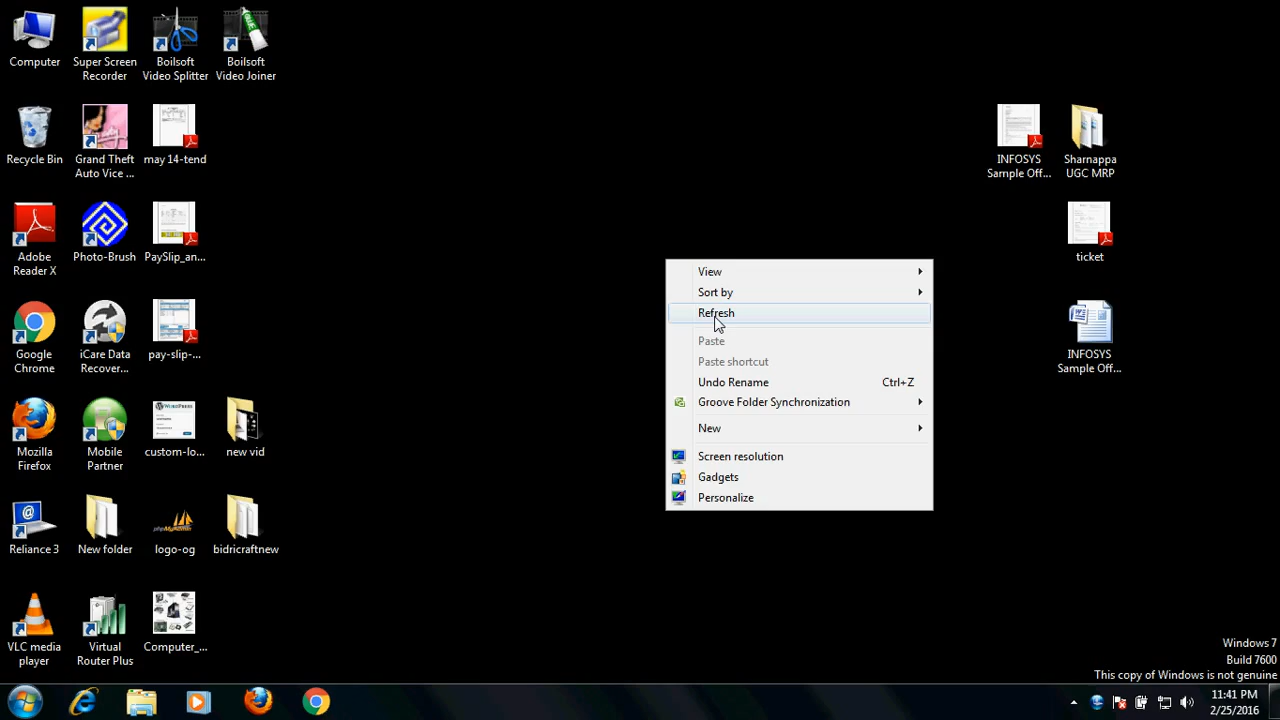 Computer
Super Screen
Recorder
Boilsoft
Video Splitter
Boilsoft
Video Joiner
Recycle Bin
Grand Theft
Auto Vice ...
may 14-tend
INFOSYS
Sample Off...
Sharnappa
UGC MRP
Adobe
Reader X
Photo-Brush
PaySlip_an...
ticket
Google
Chrome
iCare Data
Recover...
pay-slip-...
INFOSYS
Sample Off...
Mozilla
Firefox
Mobile
Partner
WORDPRESS
custom-lo...
new vid
Reliance 3
New folder
phpMyAdmin
logo-og
bidricraftnew
VLC media
player
Virtual
Router Plus
Computer_...
View
Sort by
Refresh
Paste
Paste shortcut
Undo Rename Ctrl+Z
Groove Folder Synchronization
New
Screen resolution
Gadgets
Personalize
Windows 7
Build 7600
This copy of Windows is not genuine
11:41 PM
2/25/2016